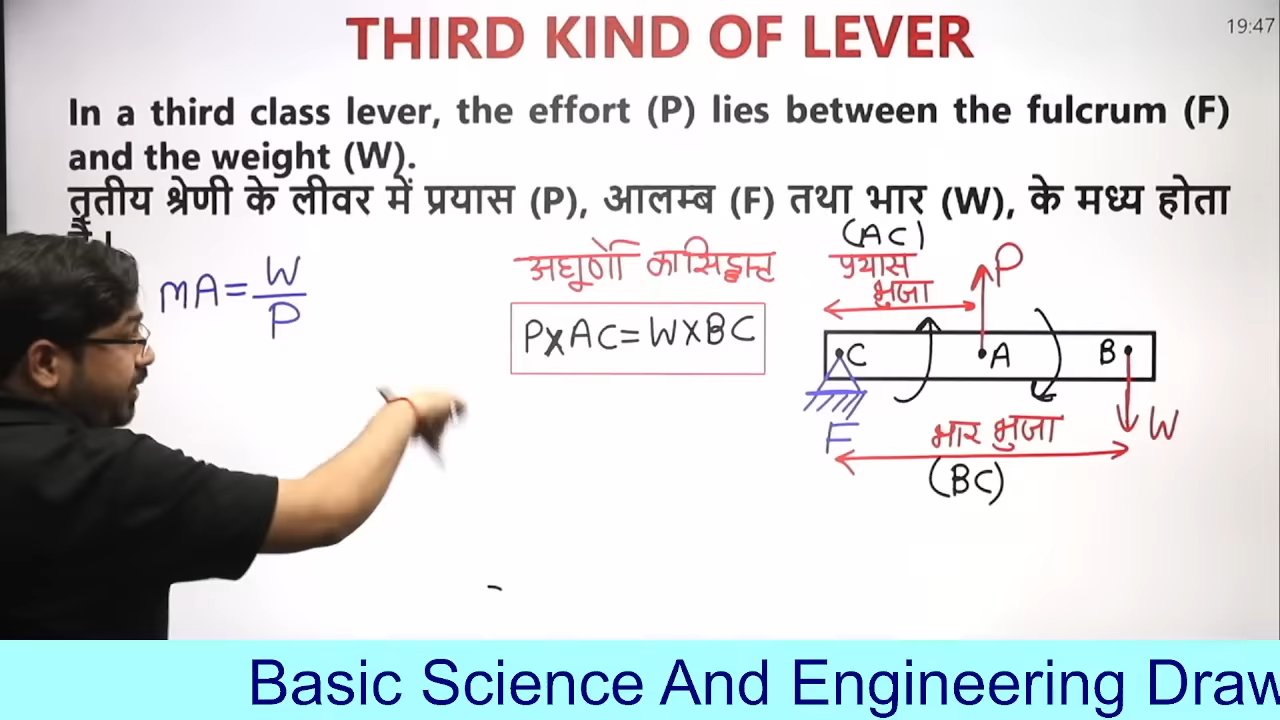 THIRD KIND OF LEVER
19:47
In a third class lever, the effort (P) lies between the fulcrum (F)
and the weight (W).
तृतीय श्रेणी के लीवर में प्रयास (P), आलम्ब (F) तथा भार (W), के मध्य होता
MA = W
P
का सिद्धान्त
P×AC=W×BC
(AC)
प्रयास
भुजा
P
C
A
B
F
W
भार भुजा
(BC)
Basic Science And Engineering Draw